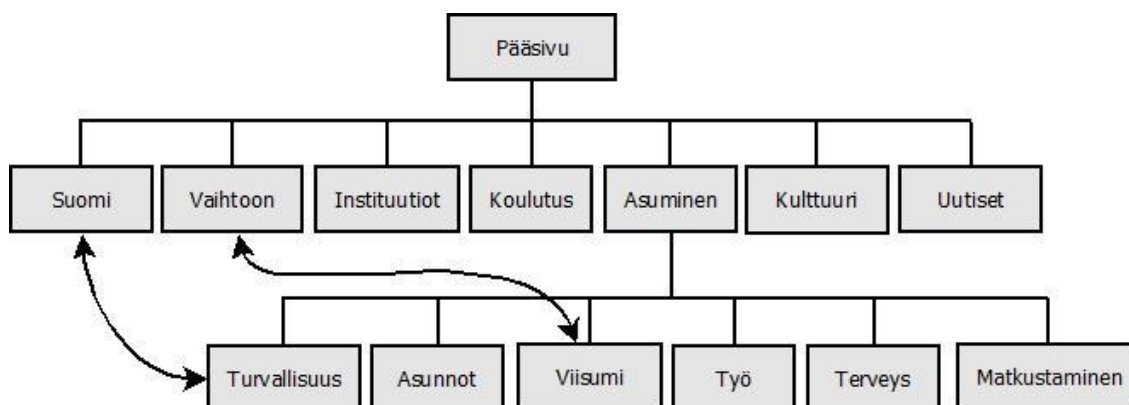 Pääsivu
Suomi
Vaihtoon
Instituutiot
Koulutus
Asuminen
Kulttuuri
Uutiset
Turvallisuus
Asunnot
Viisumi
Työ
Terveys
Matkustaminen